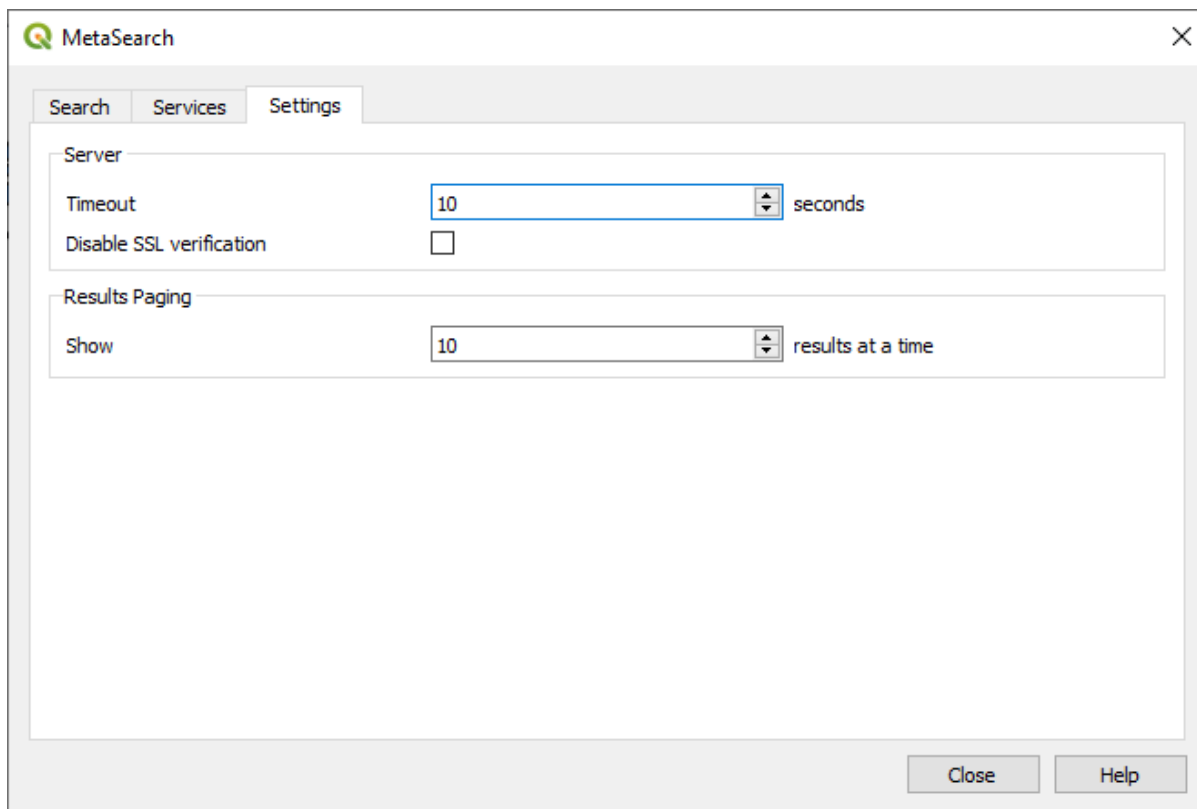 MetaSearch
Search Services Settings
Server
Timeout 10 seconds
Disable SSL verification
Results Paging
Show 10 results at a time
Close Help